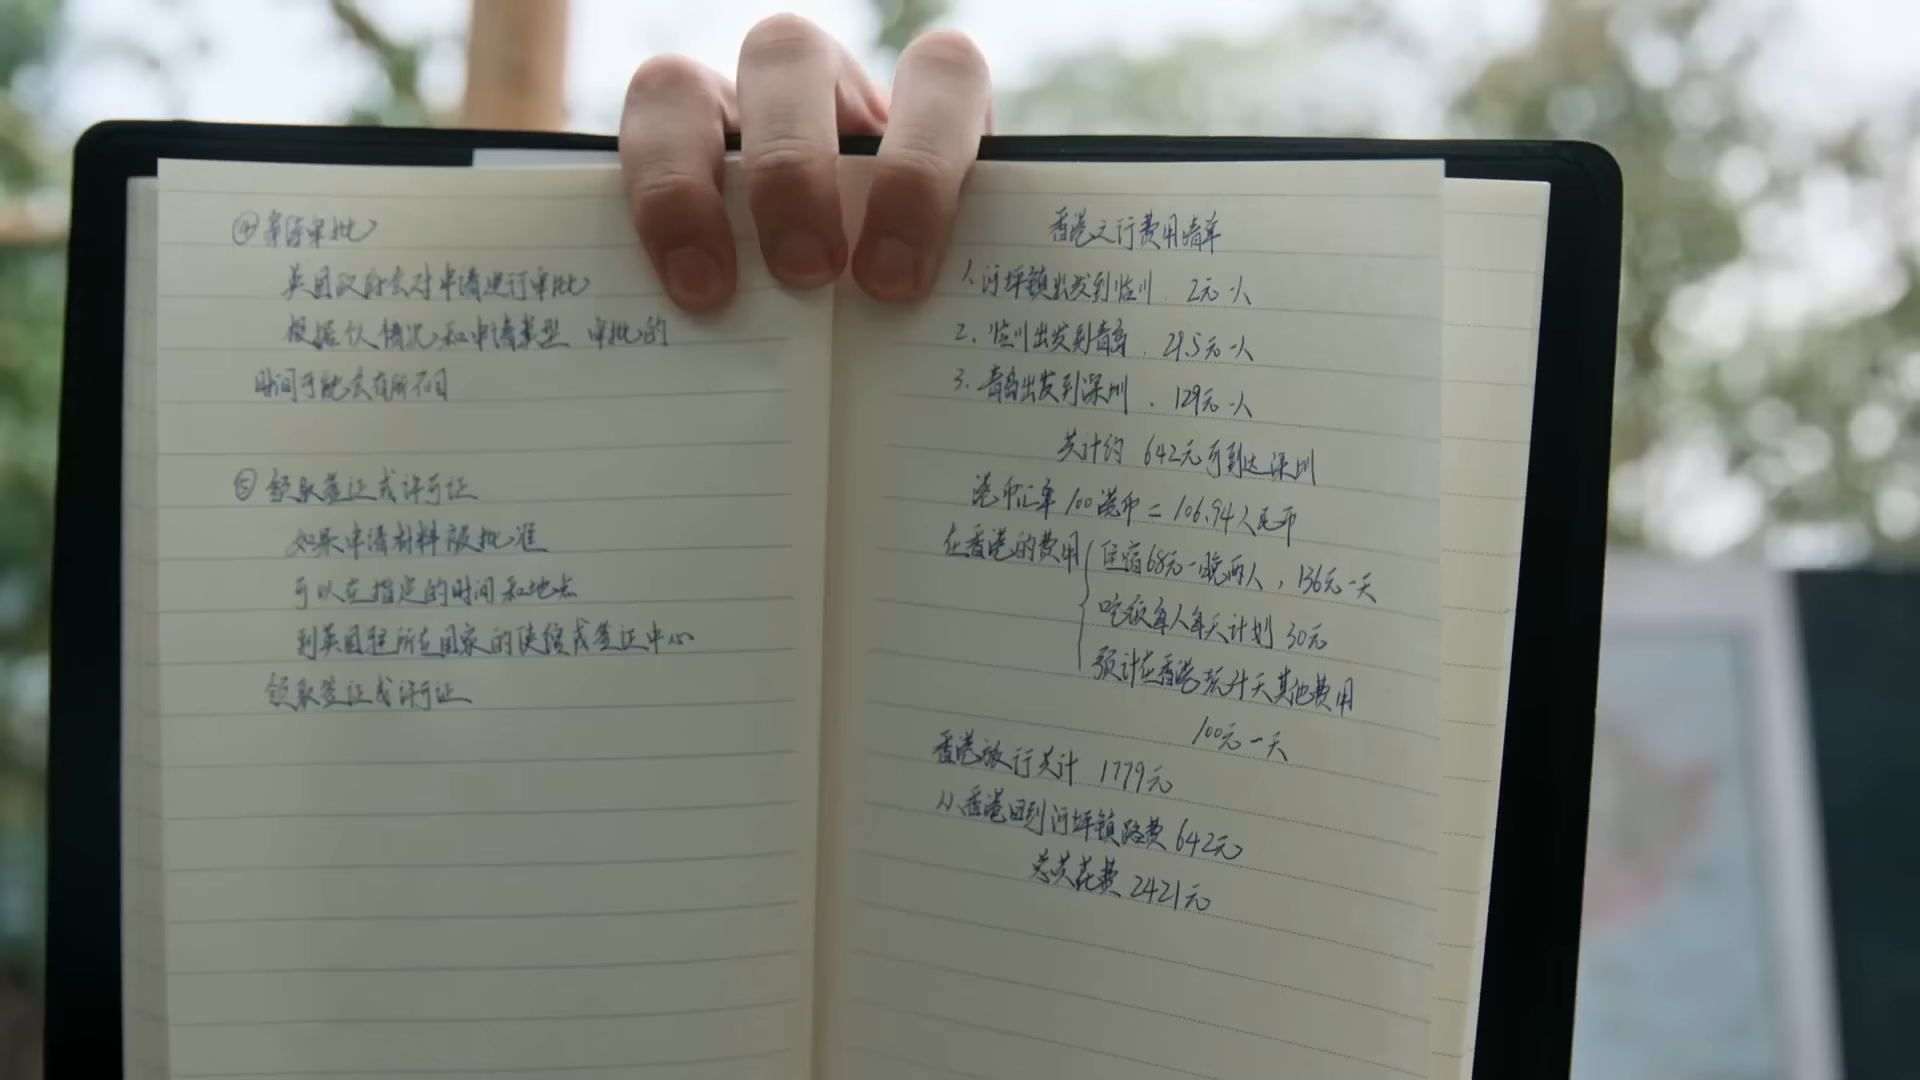 ④等待审批
英国政府会对申请进行审批
根据个人情况和申请类型 审批的
时间可能会有所不同
⑤ 领取签证或许可证
如果申请材料被批准
可以在指定的时间和地点
到英国驻所在国家的使馆或签证中心
领取签证或许可证
香港之行费用清单
1.河坪镇出发到临川 . 2元一人
2.临川出发到青岛 . 21.5元一人
3.青岛出发到深圳 . 129元一人
共计约 642元可到达深圳
港币汇率 100港币 = 106.94人民币
在香港的费用
住宿68元一晚两人 , 136元一天
吃饭每人每天计划 30元
预计在香港玩几天其他费用
100元一天
香港旅行共计 1779元
从香港回到河坪镇路费 642元
总共花费 2421元